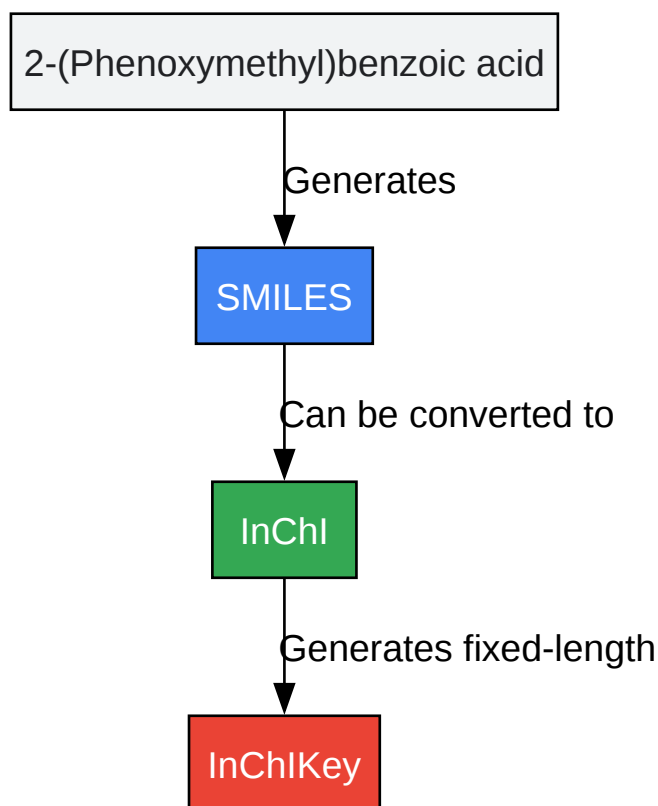 2-(Phenoxymethyl)benzoic acid
Generates
SMILES
Can be converted to
InChI
Generates fixed-length
InChIKey